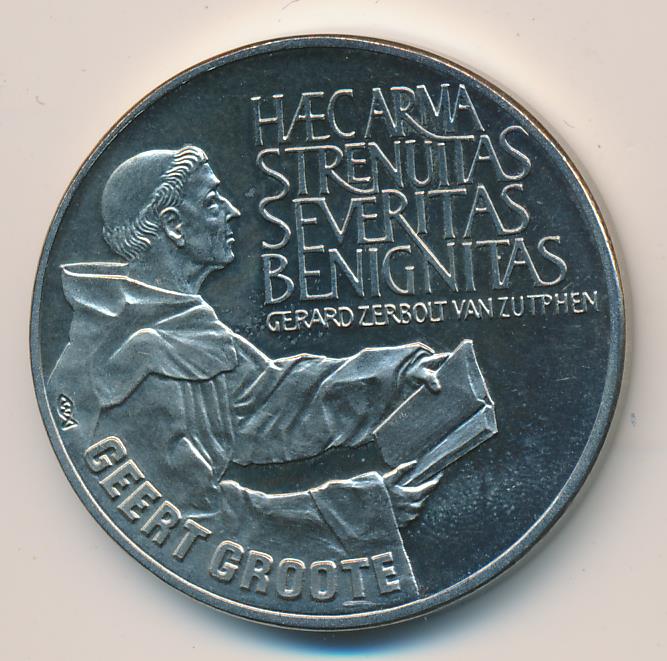 HÆC ARMA
STRENUITAS
SEVERITAS
BENIGNITAS
GERARD ZERBOLT VAN ZUTPHEN
GEERT GROOTE